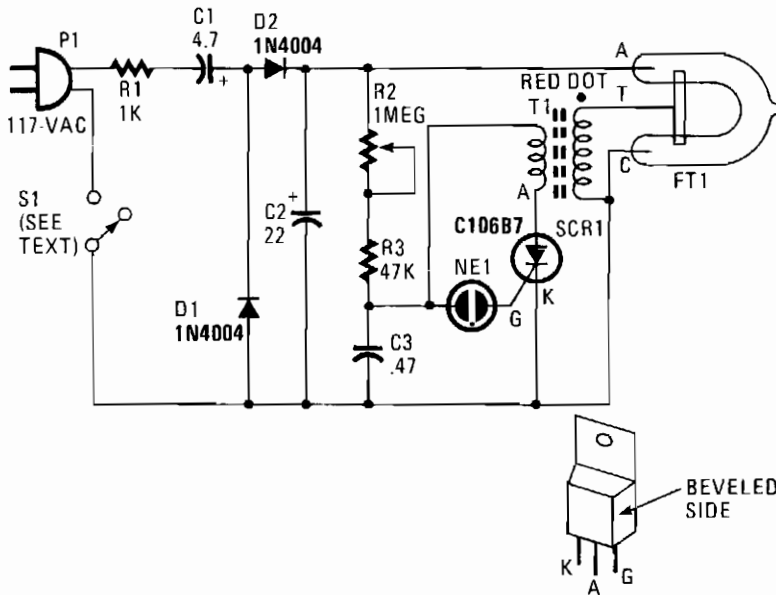 P1
117-VAC
R1
1K
C1
4.7
+
D2
1N4004
S1
(SEE
TEXT)
D1
1N4004
+
C2
22
R2
1MEG
R3
47K
C3
.47
NE1
G
C106B7
SCR1
A
K
T1
RED DOT
A
T
C
FT1
BEVELED
SIDE
K
A
G